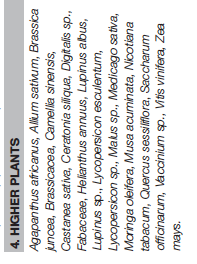 4. HIGHER PLANTS
Agapanthus africanus, Allium sativum, Brassica
juncea, Brassicacea, Camellia sinensis,
Castanea sativa, Ceratonia siliqua, Digitalis sp.,
Fabaceae, Helianthus annuus, Lupinus albus,
Lupinus sp., Lycopersicon esculentum,
Lycopersicon sp., Malus sp., Medicago sativa,
Moringa oleifera, Musa acuminata, Nicotiana
tabacum, Quercus sessiliflora, Saccharum
officinarum, Vaccinium sp., Vitis vinifera, Zea
mays.